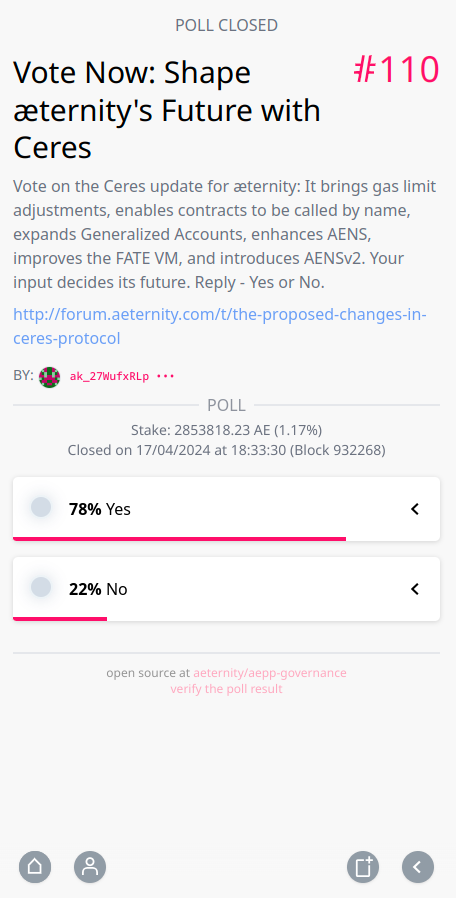 POLL CLOSED
Vote Now: Shape
æternity's Future with
Ceres
#110
Vote on the Ceres update for æternity: It brings gas limit
adjustments, enables contracts to be called by name,
expands Generalized Accounts, enhances AENS,
improves the FATE VM, and introduces AENSv2. Your
input decides its future. Reply - Yes or No.
http://forum.aeternity.com/t/the-proposed-changes-in-
ceres-protocol
BY: ak_27WufxRLp •••
POLL
Stake: 2853818.23 AE (1.17%)
Closed on 17/04/2024 at 18:33:30 (Block 932268)
78% Yes
22% No
open source at aeternity/aepp-governance
verify the poll result